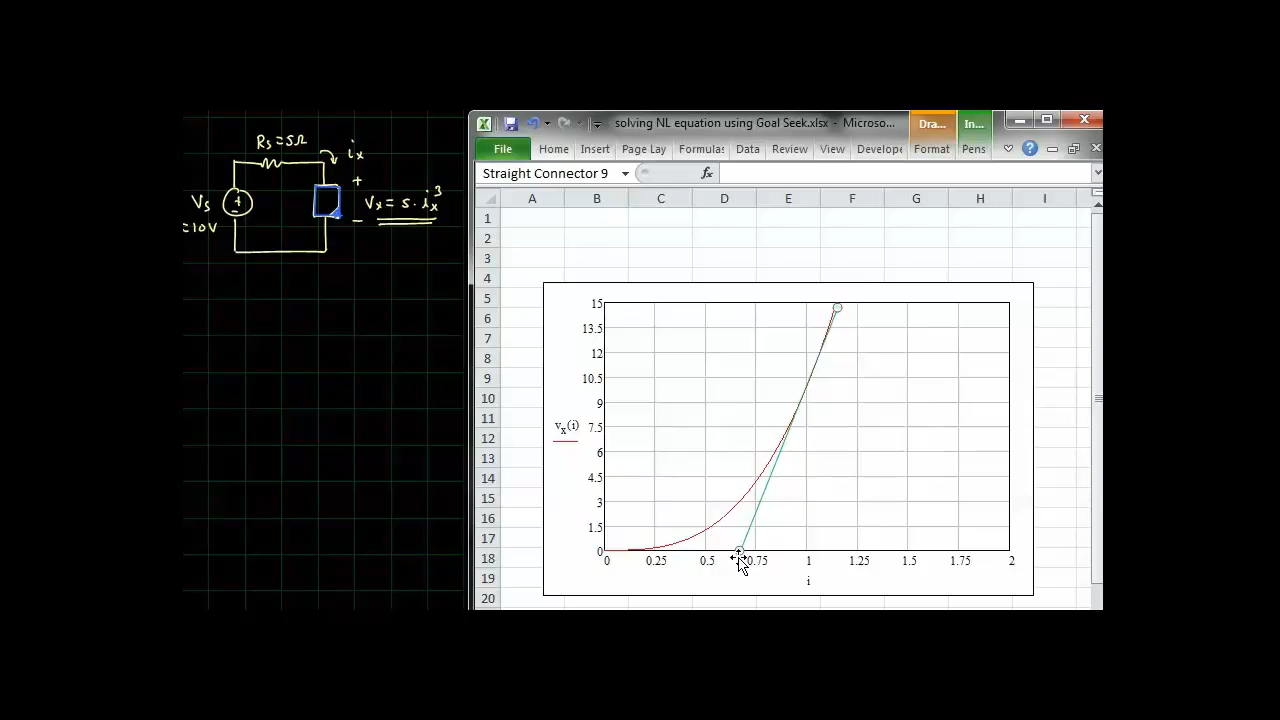 Rs = 5Ω
ix
+
Vs
+
-
Vx = 5 · ix³
= 10V
-
solving NL equation using Goal Seek.xlsx - Microso...
Dra...
In...
File
Home
Insert
Page Lay
Formulas
Data
Review
View
Develope
Format
Pens
Straight Connector 9
fx
A B C D E F G H I
1
2
3
4
5
6
7
8
9
10
11
12
13
14
15
16
17
18
19
20
15
13.5
12
10.5
9
7.5
6
4.5
3
1.5
0
vx(i)
0 0.25 0.5 0.75 1 1.25 1.5 1.75 2
i